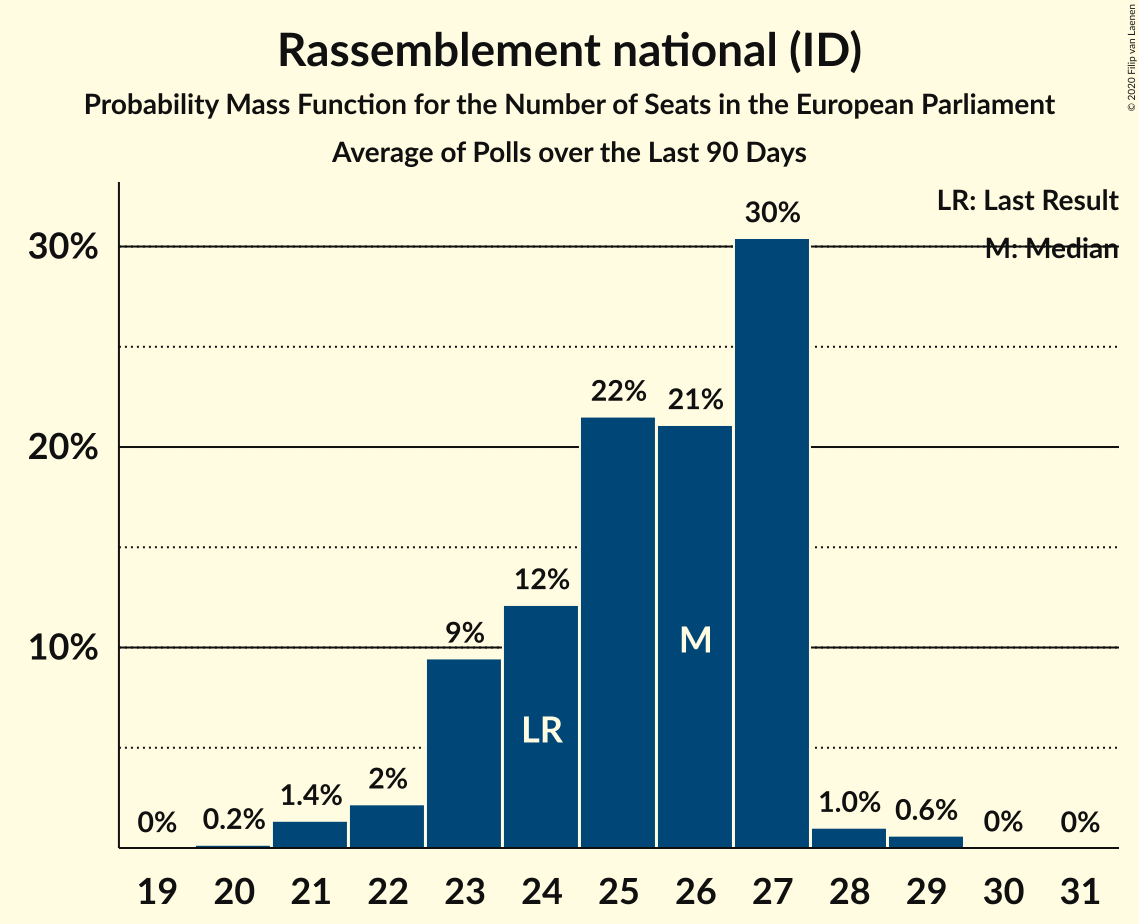 Rassemblement national (ID)
Probability Mass Function for the Number of Seats in the European Parliament
Average of Polls over the Last 90 Days
© 2020 Filip van Laenen
LR: Last Result
M: Median
30%
20%
10%
0%
0.2%
1.4%
2%
9%
12%
22%
21%
30%
1.0%
0.6%
0%
0%
LR
M
19 20 21 22 23 24 25 26 27 28 29 30 31